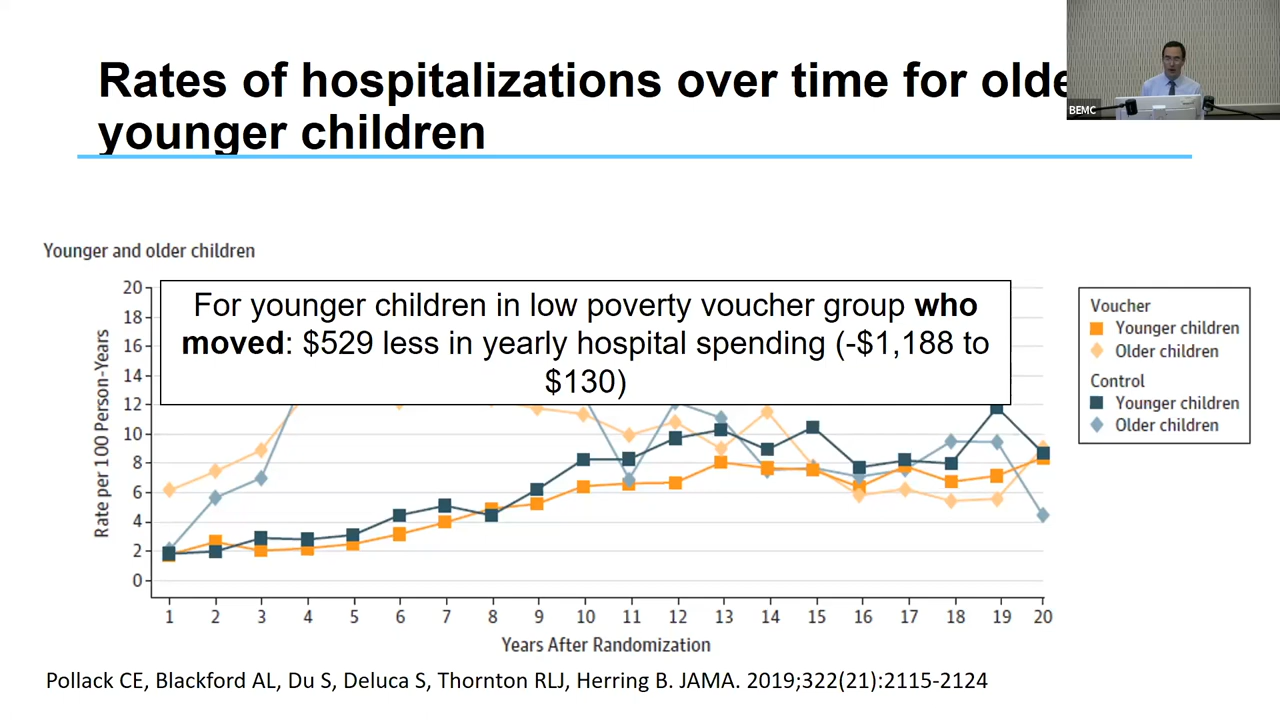 Rates of hospitalizations over time for olde
younger children
BEMC
Younger and older children
For younger children in low poverty voucher group who
moved: $529 less in yearly hospital spending (-$1,188 to
$130)
Rate per 100 Person-Years
20
18
16
14
12
10
8
6
4
2
0
1 2 3 4 5 6 7 8 9 10 11 12 13 14 15 16 17 18 19 20
Years After Randomization
Voucher
Younger children
Older children
Control
Younger children
Older children
Pollack CE, Blackford AL, Du S, Deluca S, Thornton RLJ, Herring B. JAMA. 2019;322(21):2115-2124